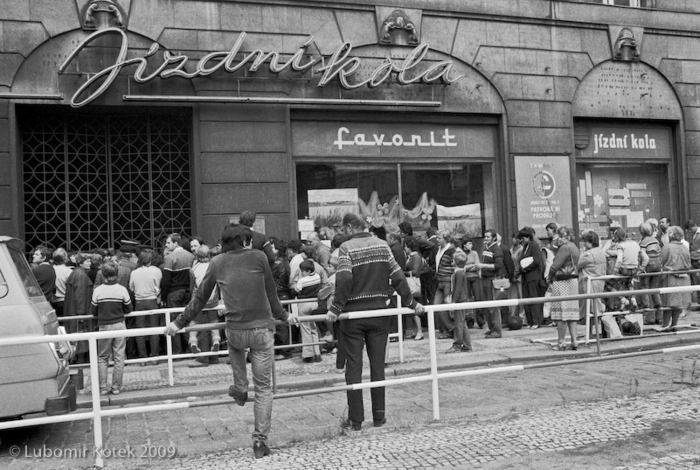 Jízdní kola
favorit
jízdní kola
© Lubomír Kotek 2009